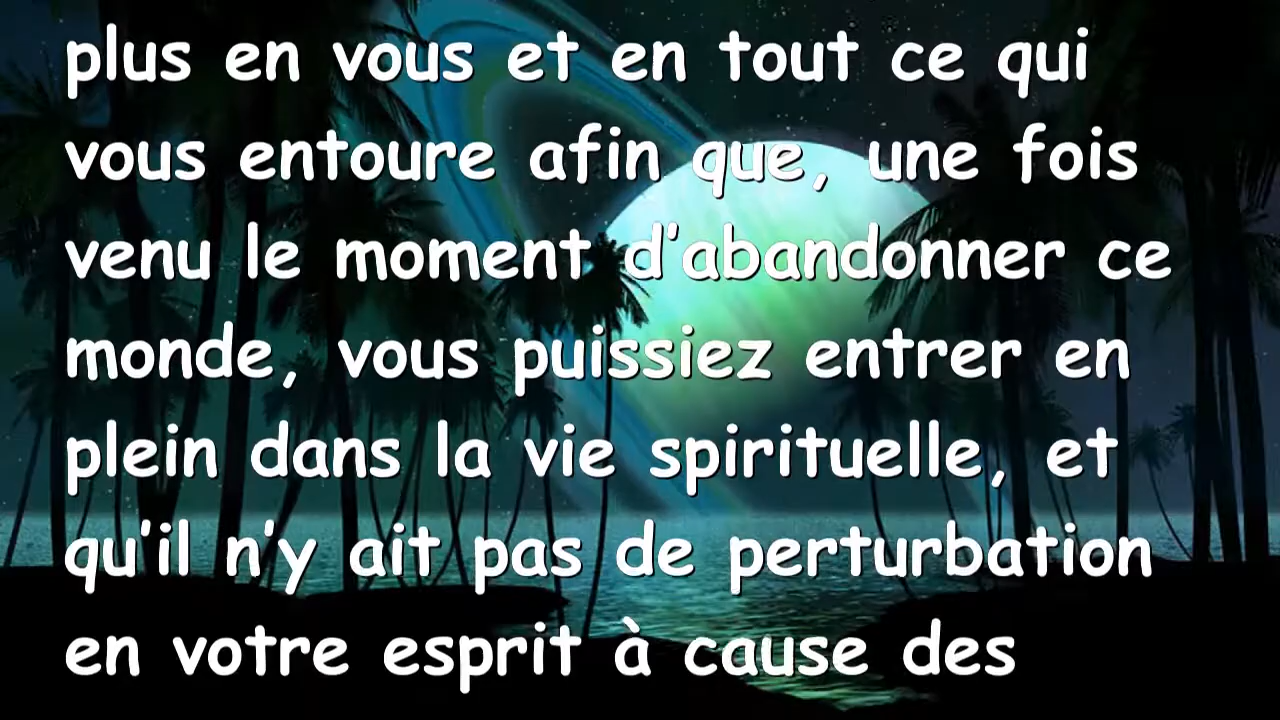 plus en vous et en tout ce qui
vous entoure afin que, une fois
venu le moment d'abandonner ce
monde, vous puissiez entrer en
plein dans la vie spirituelle, et
qu'il n'y ait pas de perturbation
en votre esprit à cause des